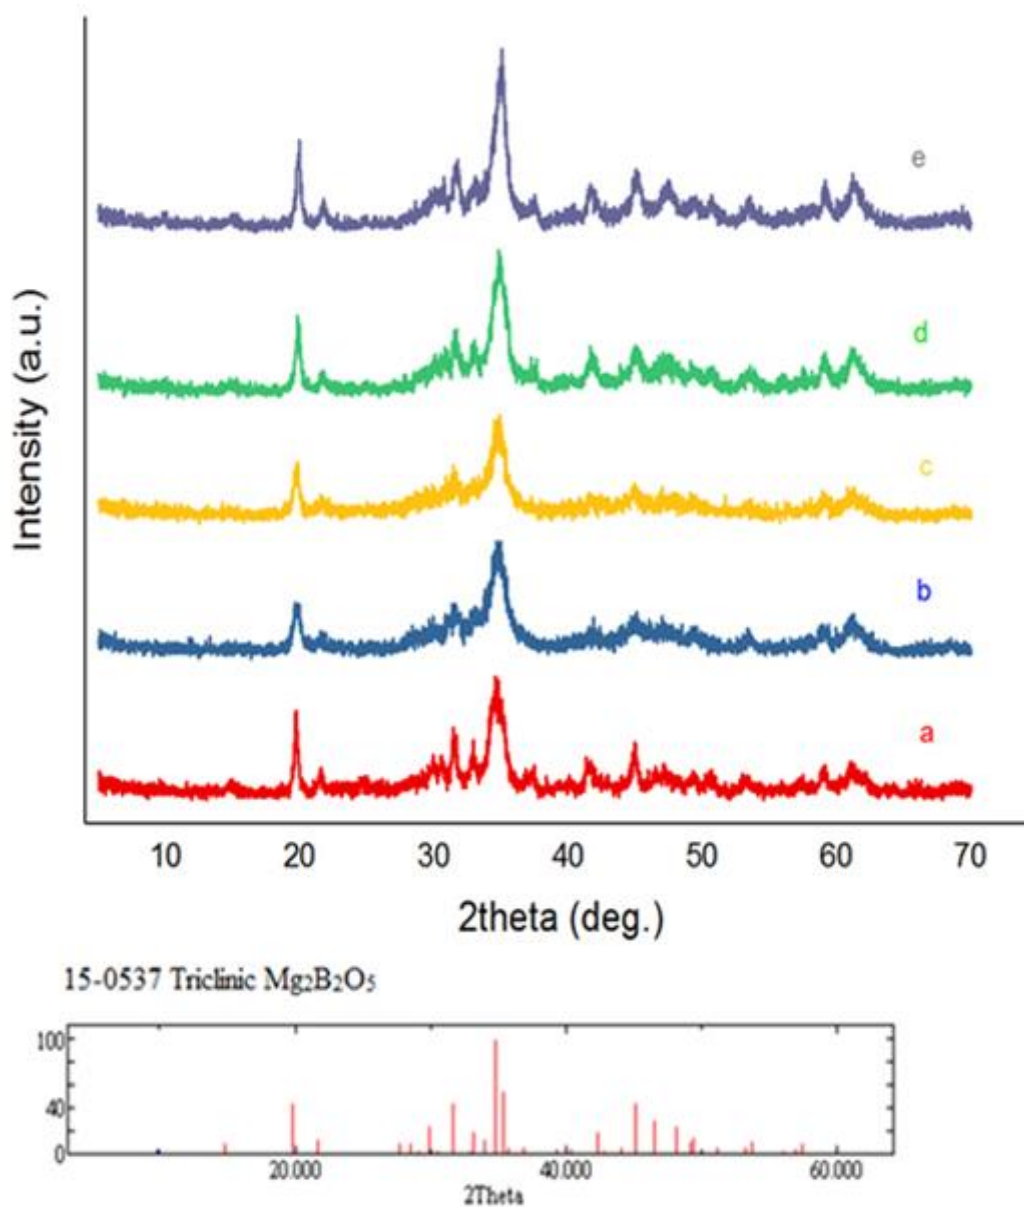 Intensity (a.u.)
e
d
c
b
a
10 20 30 40 50 60 70
2theta (deg.)
15-0537 Triclinic Mg₂B₂O₅
100
40
0
20.000 40.000 60.000
2Theta